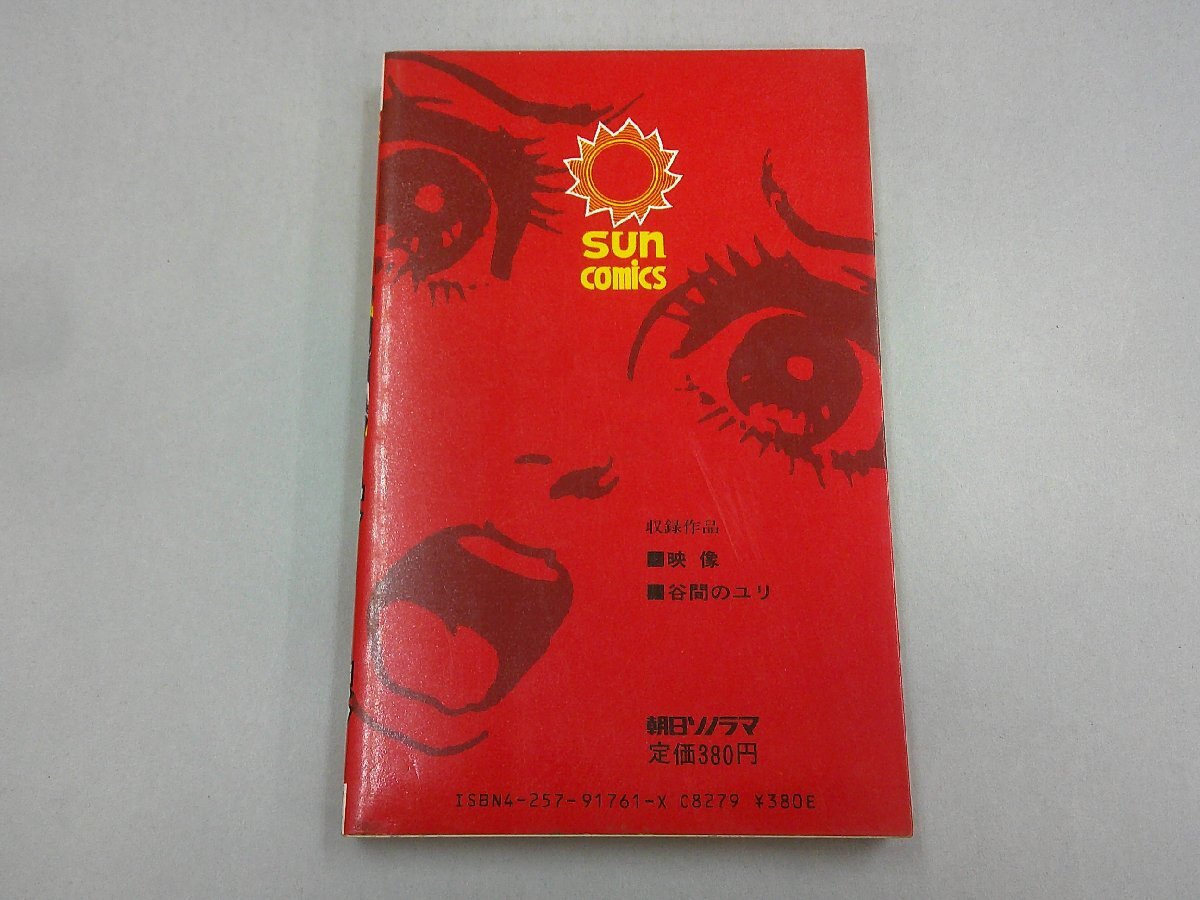 sun
comics
収録作品
■映像
■谷間のユリ
朝日ソノラマ
定価380円
ISBN4-257-91761-X C8279 ¥380E